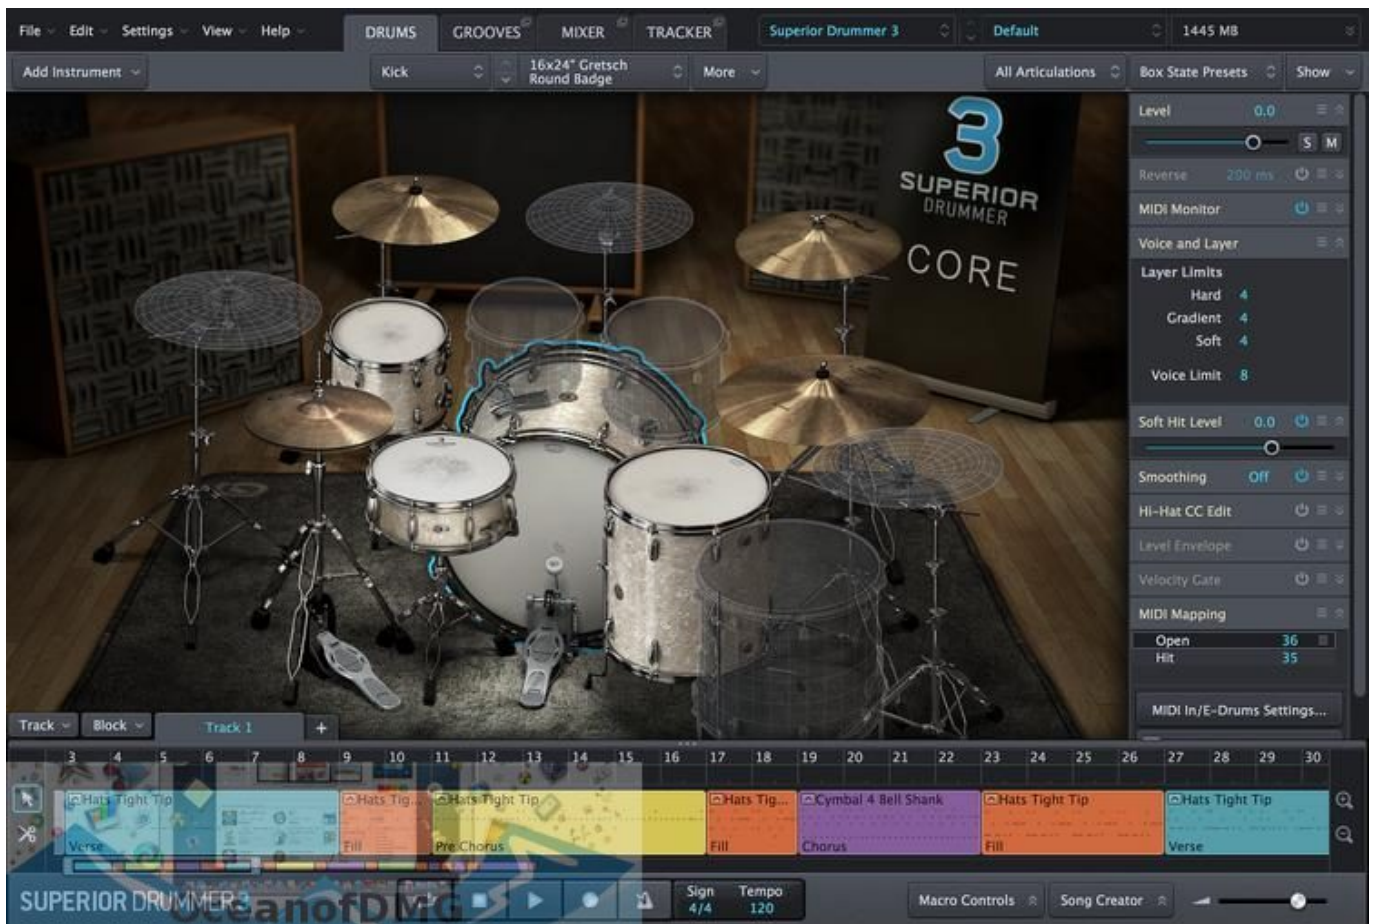 File Edit Settings View Help DRUMS GROOVES MIXER TRACKER Superior Drummer 3 Default 1445 MB
Add Instrument Kick 16x24" Gretsch Round Badge More All Articulations Box State Presets Show
Level 0.0
S M
Reverse 200 ms
MIDI Monitor
Voice and Layer
Layer Limits
Hard 4
Gradient 4
Soft 4
Voice Limit 8
Soft Hit Level 0.0
Smoothing Off
Hi-Hat CC Edit
Level Envelope
Velocity Gate
MIDI Mapping
Open 36
Hit 35
MIDI In/E-Drums Settings...
3
SUPERIOR
DRUMMER
CORE
Track Block Track 1 +
3 4 5 6 7 8 9 10 11 12 13 14 15 16 17 18 19 20 21 22 23 24 25 26 27 28 29 30
Hats Tight Tip Hats Tig... Hats Tight Tip Hats Tig... Cymbal 4 Bell Shank Hats Tight Tip Hats Tight Tip
Verse Fill Pre Chorus Fill Chorus Fill Verse
SUPERIOR DRUMMER 3
OceanofDMG
Sign 4/4
Tempo 120
Macro Controls Song Creator